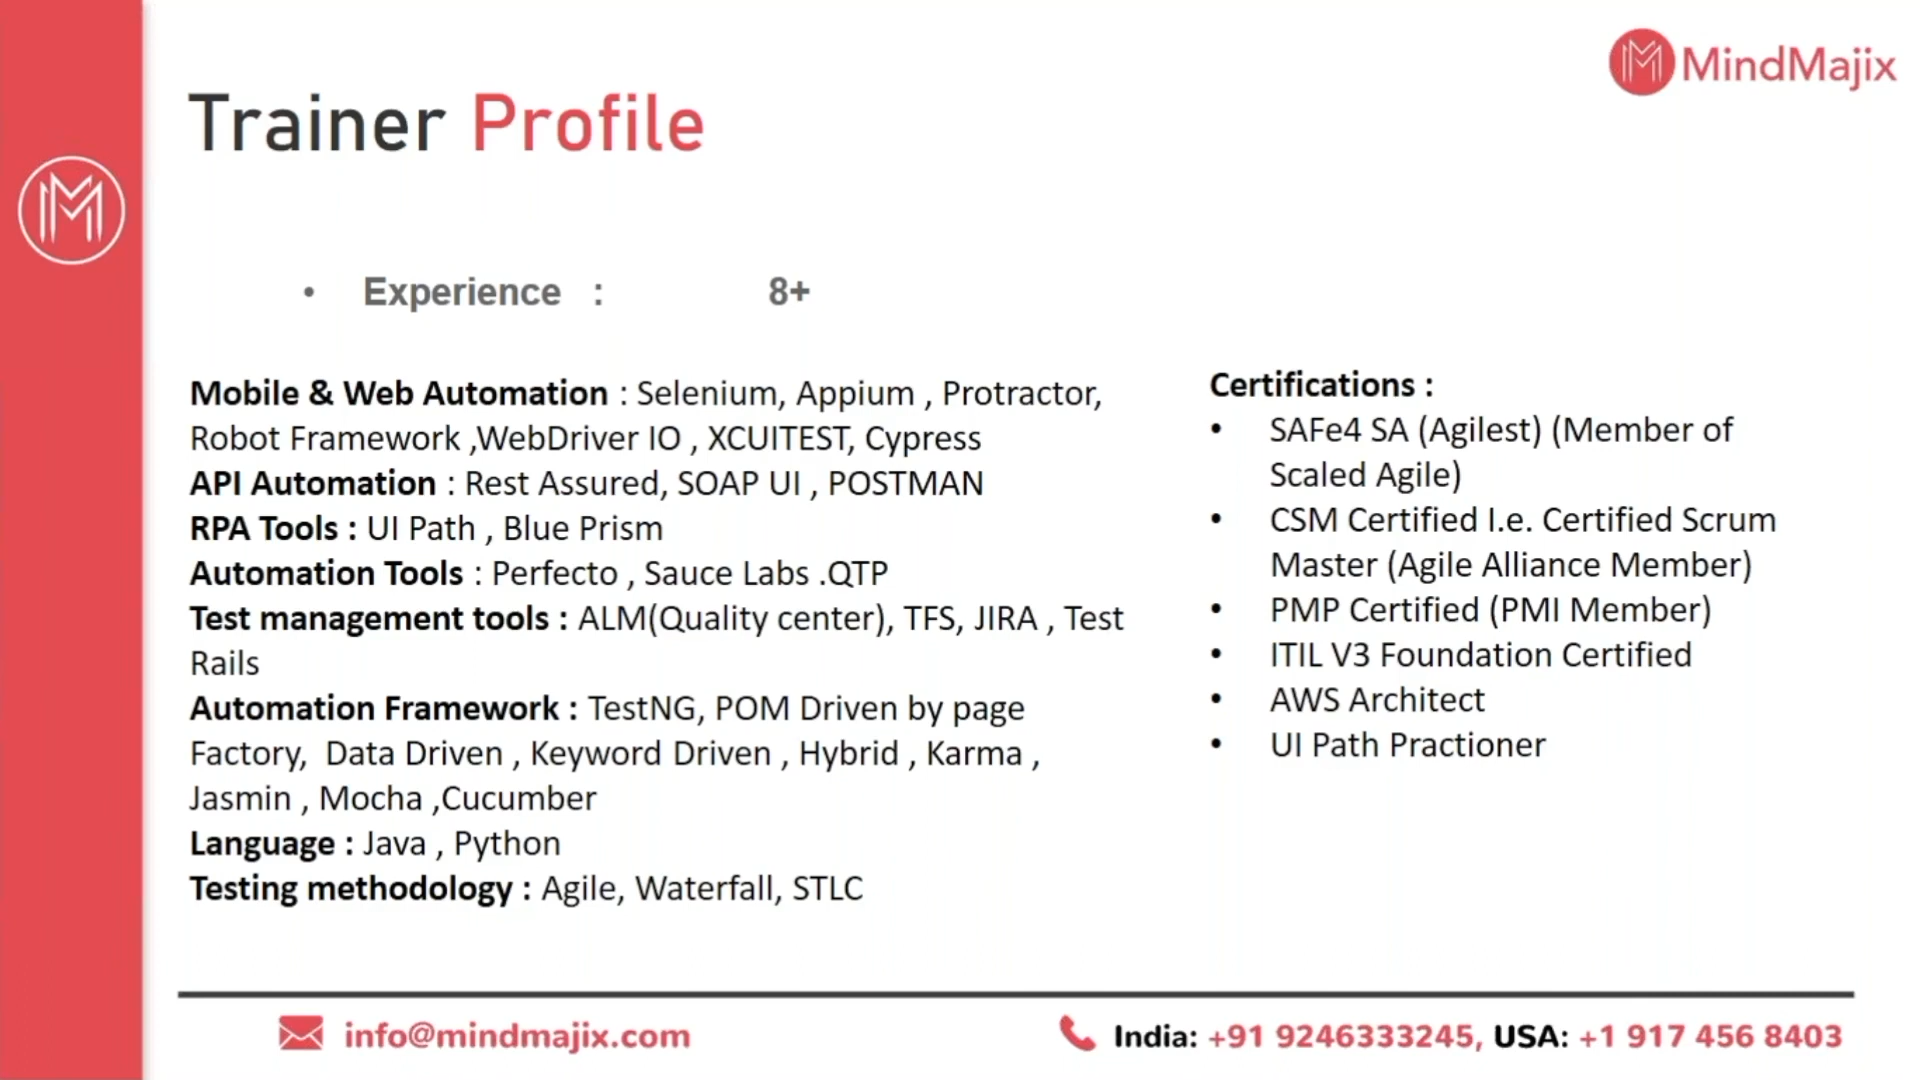 MindMajix
Trainer Profile
• Experience : 8+
Mobile & Web Automation : Selenium, Appium , Protractor,
Robot Framework ,WebDriver IO , XCUITEST, Cypress
API Automation : Rest Assured, SOAP UI , POSTMAN
RPA Tools : UI Path , Blue Prism
Automation Tools : Perfecto , Sauce Labs .QTP
Test management tools : ALM(Quality center), TFS, JIRA , Test
Rails
Automation Framework : TestNG, POM Driven by page
Factory,  Data Driven , Keyword Driven , Hybrid , Karma ,
Jasmin , Mocha ,Cucumber
Language : Java , Python
Testing methodology : Agile, Waterfall, STLC
Certifications :
• SAFe4 SA (Agilest) (Member of
Scaled Agile)
• CSM Certified I.e. Certified Scrum
Master (Agile Alliance Member)
• PMP Certified (PMI Member)
• ITIL V3 Foundation Certified
• AWS Architect
• UI Path Practioner
info@mindmajix.com
India: +91 9246333245, USA: +1 917 456 8403